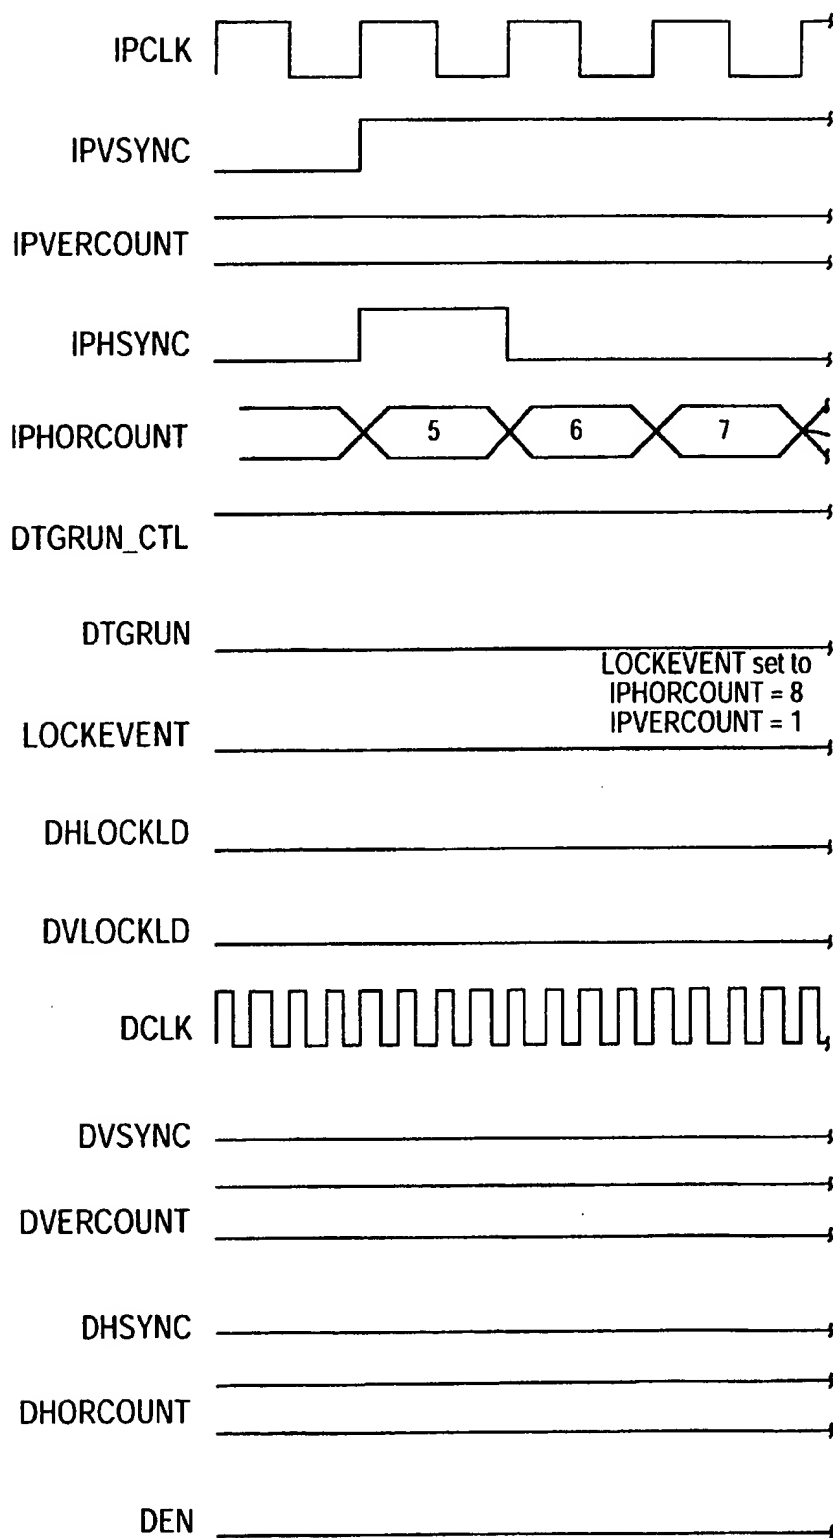 IPCLK
IPVSYNC
IPVERCOUNT
IPHSYNC
IPHORCOUNT
5 6 7
DTGRUN_CTL
DTGRUN
LOCKEVENT set to
IPHORCOUNT = 8
IPVERCOUNT = 1
LOCKEVENT
DHLOCKLD
DVLOCKLD
DCLK
DVSYNC
DVERCOUNT
DHSYNC
DHORCOUNT
DEN